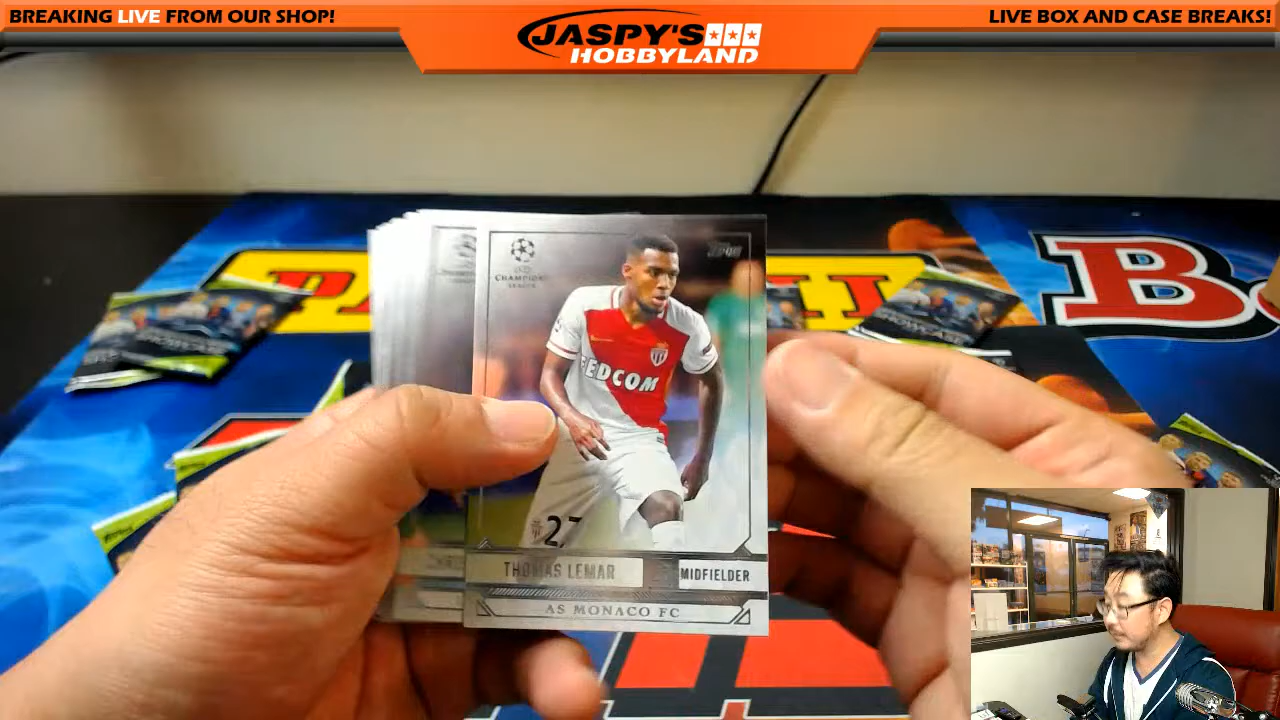 BREAKING LIVE FROM OUR SHOP!
JASPY'S
HOBBYLAND
LIVE BOX AND CASE BREAKS!
CHAMPIONS
LEAGUE
Topps
FEDCOM
27
THOMAS LEMAR
MIDFIELDER
AS MONACO FC
B
SHOWCASE